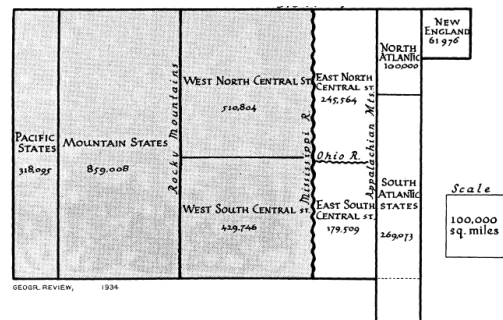 NEW
ENGLAND
61976
NORTH
ATLANTIC
100,000
WEST NORTH CENTRAL ST.
510,804
EAST NORTH
CENTRAL ST.
245,564
PACIFIC
STATES
318,095
MOUNTAIN STATES
859.008
Rocky Mountains
Mississippi R.
Ohio R.
Appalachian Mts.
WEST SOUTH CENTRAL ST.
429,746
EAST SOUTH
CENTRAL ST.
179.509
SOUTH
ATLANTIC
STATES
269,073
Scale
100,000
sq. miles
GEOGR. REVIEW, 1934